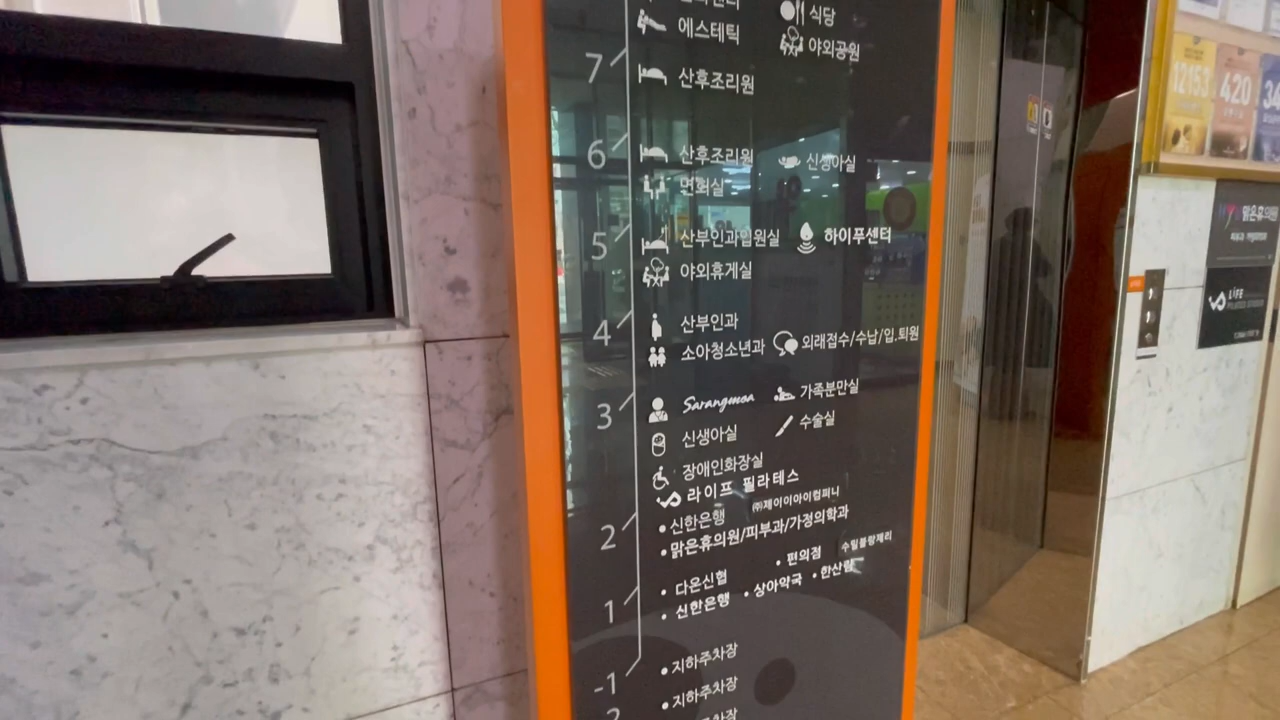 에스테틱
식당
야외공원
7
산후조리원
6
산후조리원
신생아실
면회실
5
산부인과입원실
하이푸센터
야외휴게실
4
산부인과
소아청소년과
외래접수/수납/입.퇴원
3
Sarangmoa
가족분만실
신생아실
수술실
장애인화장실
라이프 필라테스
2
•신한은행
㈜제이이아이컴퍼니
•맑은휴의원/피부과/가정의학과
1
• 다온신협
• 편의점
수밀불랑제리
• 신한은행
• 상아약국
-1
•지하주차장
•지하주차장
12153
420
맑은휴의원
LIFE